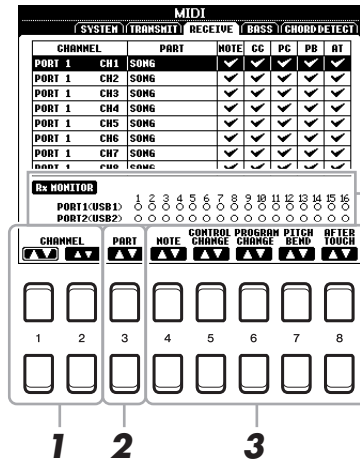 MIDI
SYSTEM TRANSMIT RECEIVE BASS CHORD DETECT
CHANNEL PART NOTE CC PC PB AT
PORT 1 CH1 SONG
PORT 1 CH2 SONG
PORT 1 CH3 SONG
PORT 1 CH4 SONG
PORT 1 CH5 SONG
PORT 1 CH6 SONG
PORT 1 CH7 SONG
PORT 1 CH8 SONG
Rx MONITOR
1 2 3 4 5 6 7 8 9 10 11 12 13 14 15 16
PORT1<USB1>
PORT2<USB2>
CHANNEL PART NOTE CONTROL CHANGE PROGRAM CHANGE PITCH BEND AFTER TOUCH
1 2 3 4 5 6 7 8
1 2 3